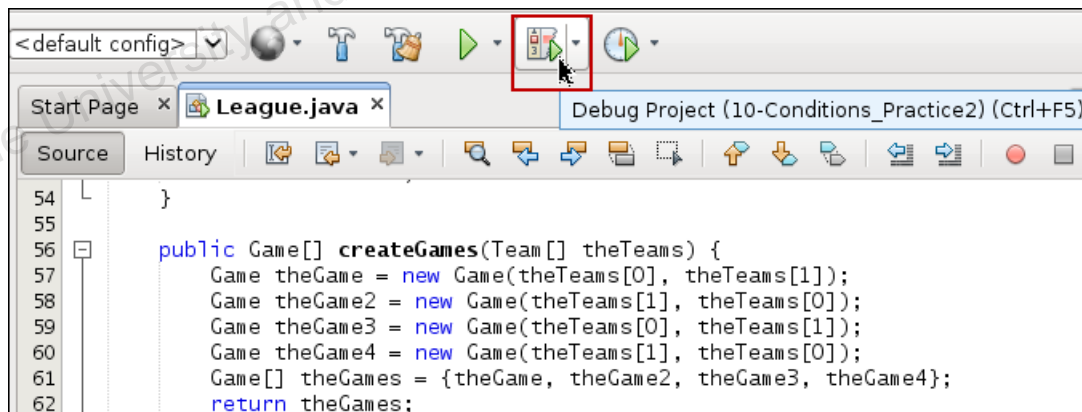 <default config>
Debug Project (10-Conditions_Practice2) (Ctrl+F5)
Start Page × League.java ×
Source History
54 }
55
56 public Game[] createGames(Team[] theTeams) {
57 Game theGame = new Game(theTeams[0], theTeams[1]);
58 Game theGame2 = new Game(theTeams[1], theTeams[0]);
59 Game theGame3 = new Game(theTeams[0], theTeams[1]);
60 Game theGame4 = new Game(theTeams[1], theTeams[0]);
61 Game[] theGames = {theGame, theGame2, theGame3, theGame4};
62 return theGames;
University and